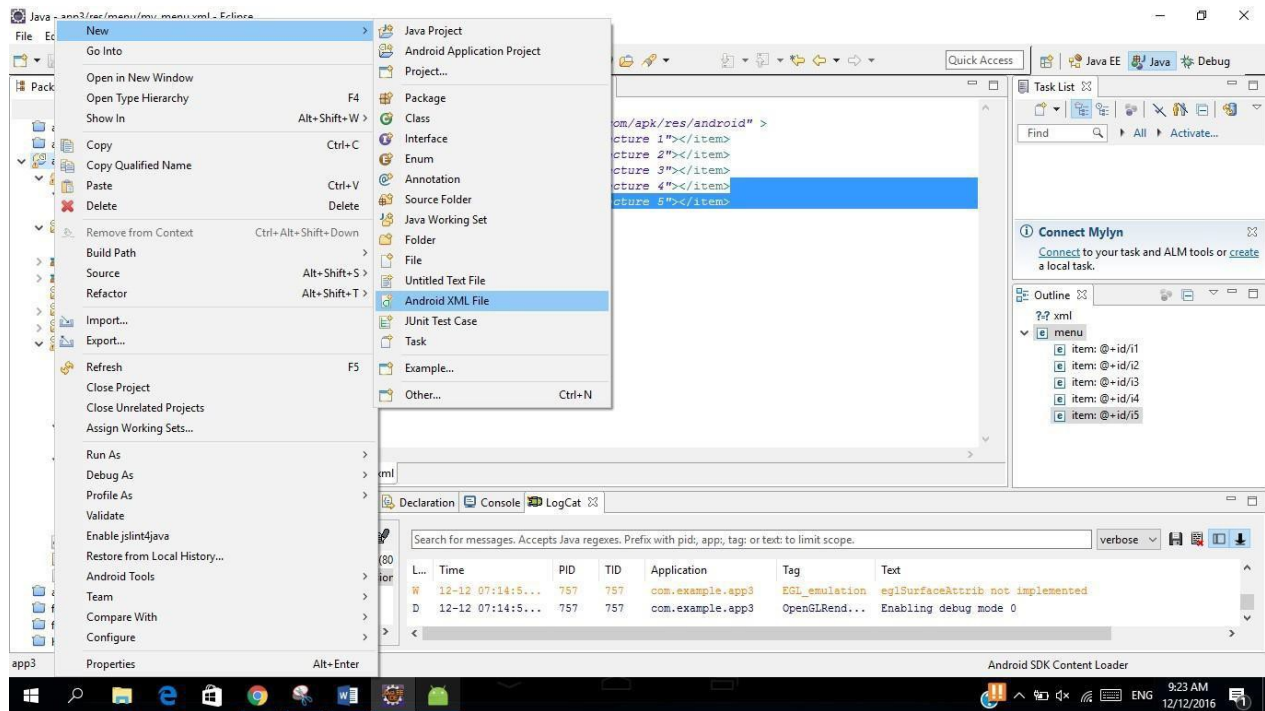 Java - app3/res/menu/my_menu.xml - Eclipse
File
Quick Access
Java EE
Java
Debug
Pack
New
Go Into
Open in New Window
Open Type Hierarchy F4
Show In Alt+Shift+W >
Copy Ctrl+C
Copy Qualified Name
Paste Ctrl+V
Delete Delete
Remove from Context Ctrl+Alt+Shift+Down
Build Path >
Source Alt+Shift+S >
Refactor Alt+Shift+T >
Import...
Export...
Refresh F5
Close Project
Close Unrelated Projects
Assign Working Sets...
Run As >
Debug As >
Profile As >
Validate
Enable jslint4java
Restore from Local History...
Android Tools >
Team >
Compare With >
Configure >
Properties Alt+Enter
Java Project
Android Application Project
Project...
Package
Class
Interface
Enum
Annotation
Source Folder
Java Working Set
Folder
File
Untitled Text File
Android XML File
JUnit Test Case
Task
Example...
Other... Ctrl+N
om/apk/res/android" >
cture 1"></item>
cture 2"></item>
cture 3"></item>
cture 4"></item>
cture 5"></item>
xml
Task List
Find
All
Activate...
Connect Mylyn
Connect to your task and ALM tools or create
a local task.
Outline
?=? xml
menu
item: @+id/i1
item: @+id/i2
item: @+id/i3
item: @+id/i4
item: @+id/i5
Declaration
Console
LogCat
Search for messages. Accepts Java regexes. Prefix with pid:, app:, tag: or text: to limit scope.
verbose
(80
ion
L... Time PID TID Application Tag Text
W 12-12 07:14:5... 757 757 com.example.app3 EGL_emulation eglSurfaceAttrib not implemented
D 12-12 07:14:5... 757 757 com.example.app3 OpenGLRend... Enabling debug mode 0
app3
Android SDK Content Loader
ENG
9:23 AM
12/12/2016